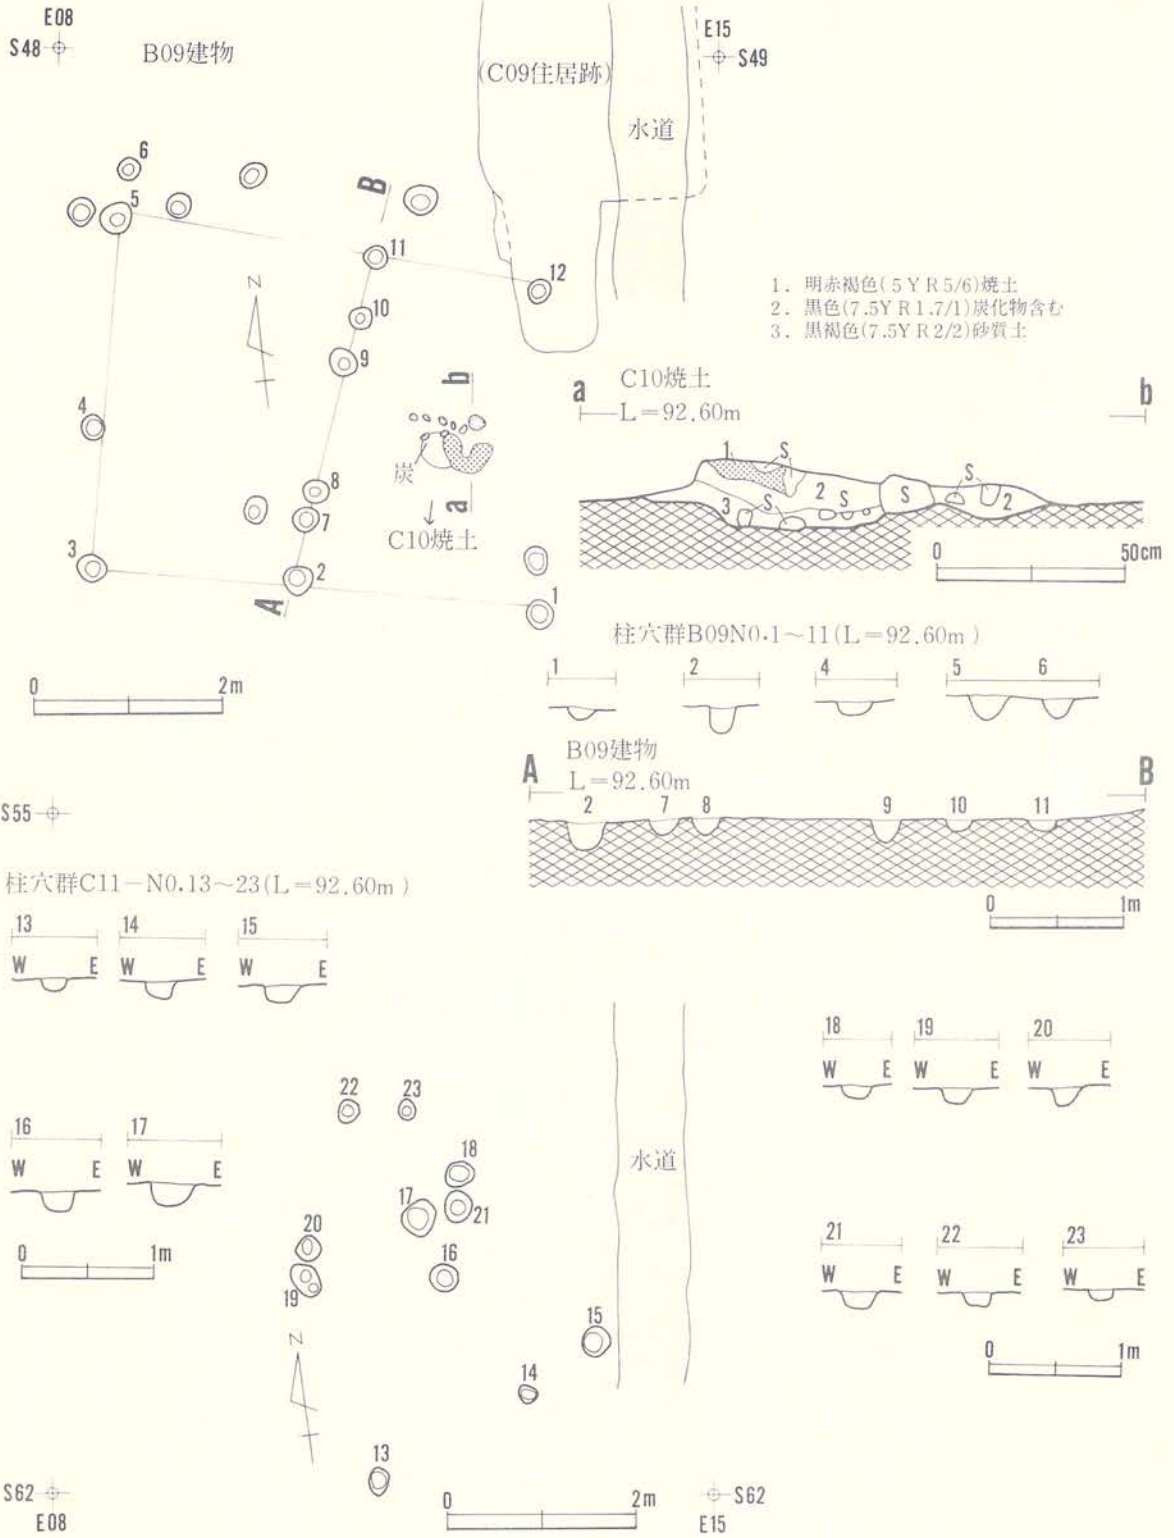 E08
S48
B09建物
(C09住居跡)
E15
S49
水道
6
5
B
11
12
N
10
9
4
b
炭
8
a
7
C10焼土
3
2
A
1
1. 明赤褐色(5YR5/6)焼土
2. 黒色(7.5YR1.7/1)炭化物含む
3. 黒褐色(7.5YR2/2)砂質土
a
C10焼土
L=92.60m
b
1
S
2
S
S
S
3
S
2
0 50cm
柱穴群B09N0.1~11(L=92.60m)
1 2 4 5 6
0 2m
B09建物
A
L=92.60m
B
2 7 8 9 10 11
0 1m
S55
柱穴群C11-N0.13~23(L=92.60m)
13 14 15
W E W E W E
18 19 20
W E W E W E
16 17
W E W E
0 1m
22 23
18
水道
17
21
20
16
19
15
N
14
13
21 22 23
W E W E W E
0 1m
S62
E08
0 2m
S62
E15